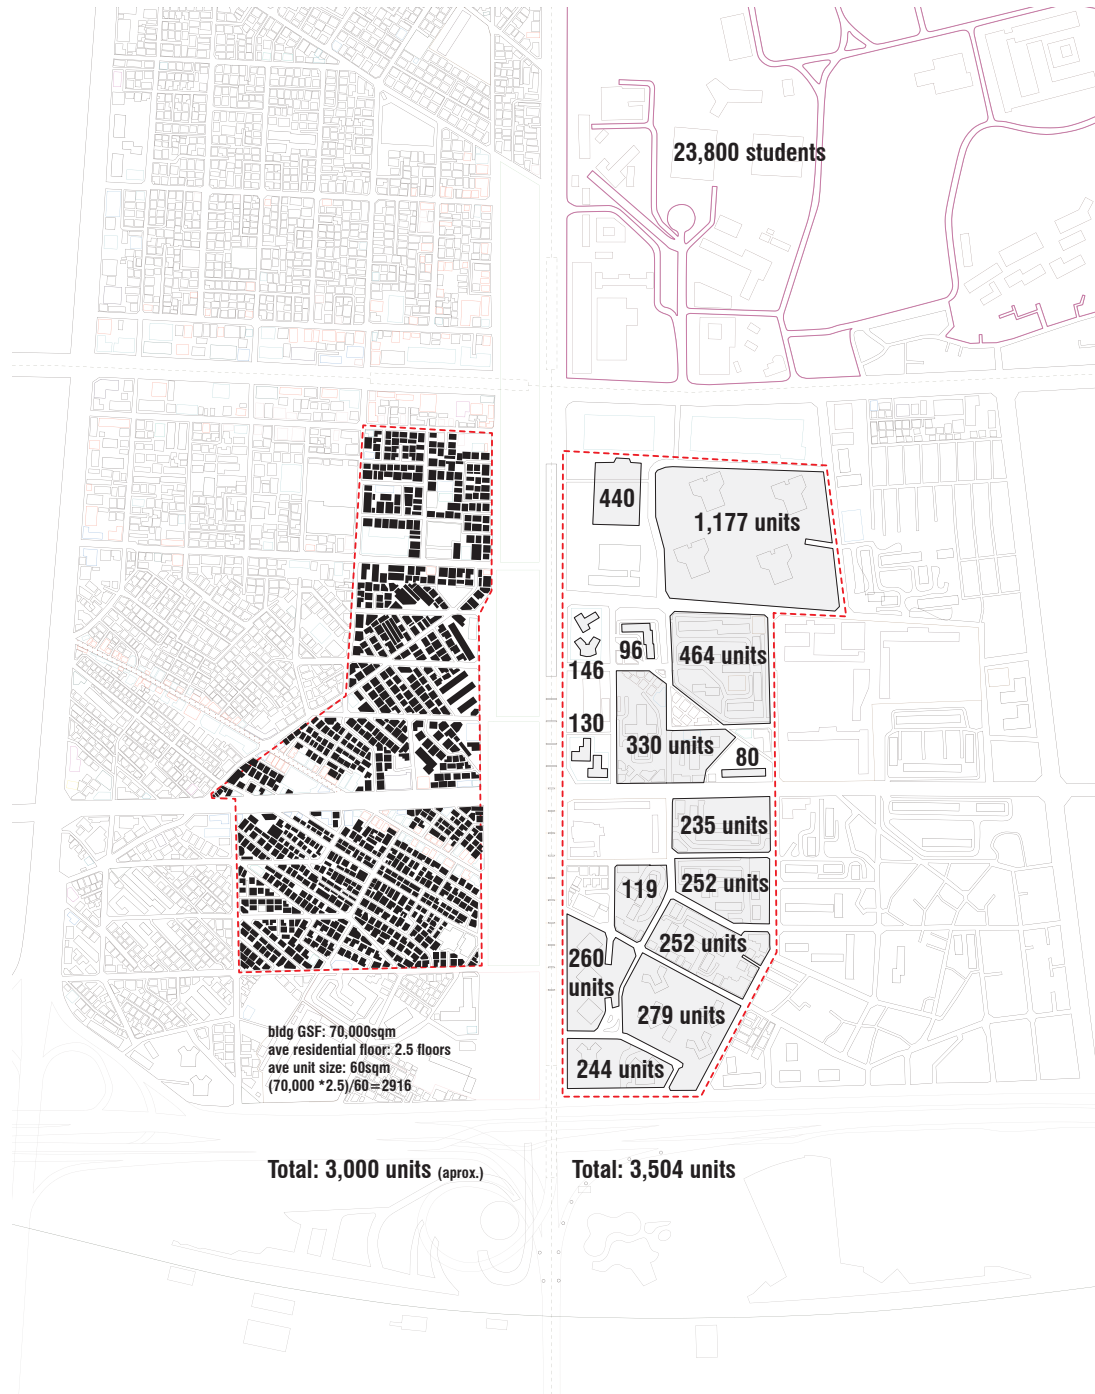 23,800 students
440
1,177 units
96
464 units
146
130
330 units
80
235 units
119
252 units
252 units
260
units
279 units
244 units
bldg GSF: 70,000sqm
ave residential floor: 2.5 floors
ave unit size: 60sqm
(70,000 *2.5)/60=2916
Total: 3,000 units (aprox.)
Total: 3,504 units